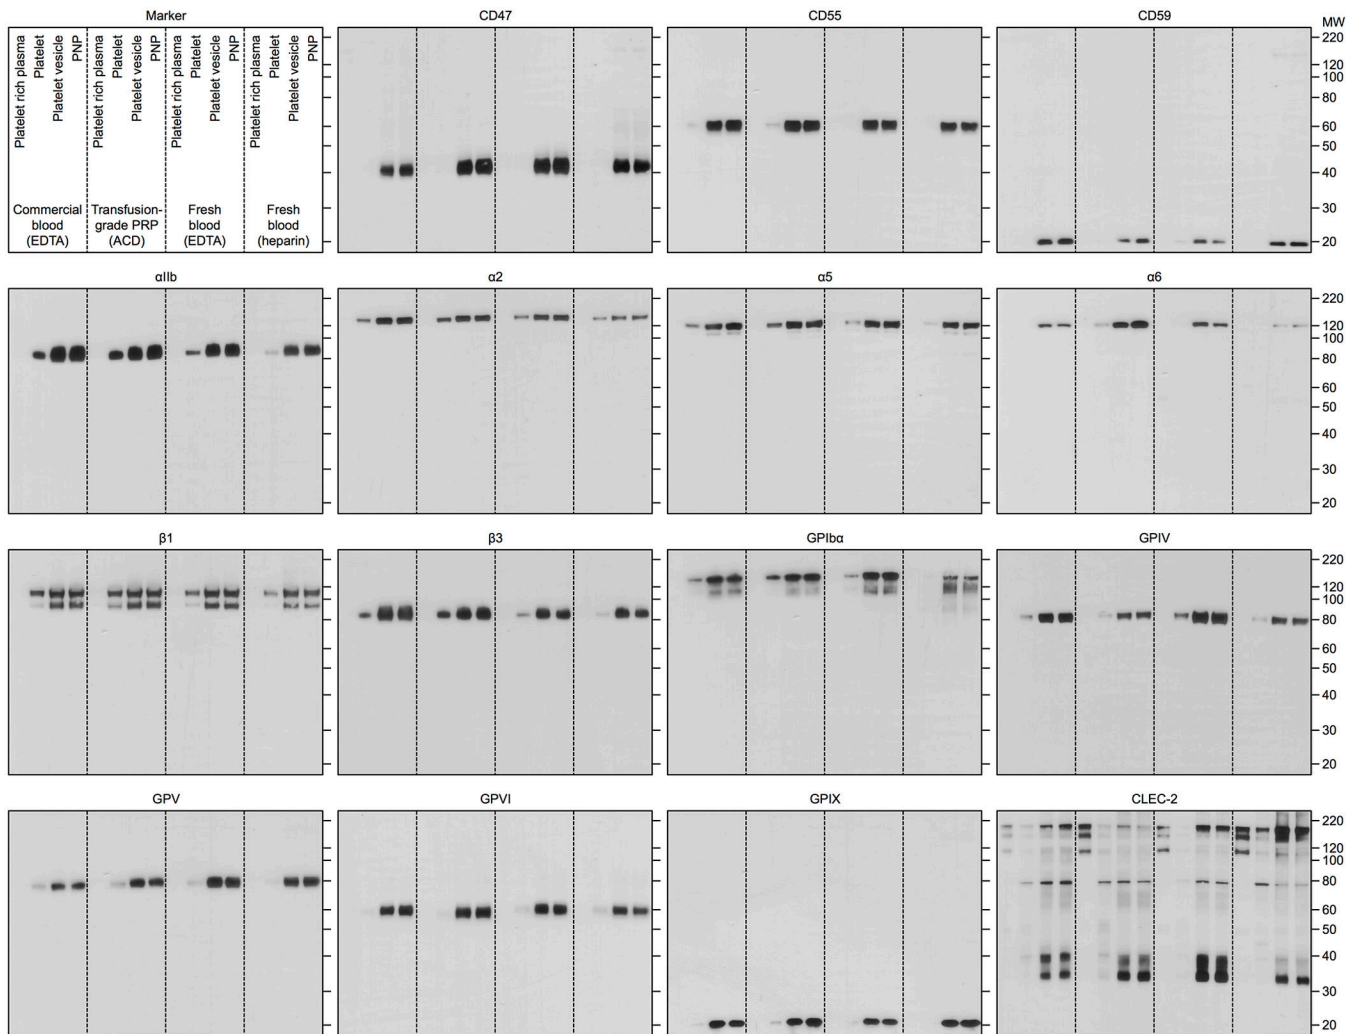 Marker
CD47
CD55
CD59
MW
Platelet rich plasma
Platelet
Platelet vesicle
PNP
Platelet rich plasma
Platelet
Platelet vesicle
PNP
Platelet rich plasma
Platelet
Platelet vesicle
PNP
Platelet rich plasma
Platelet
Platelet vesicle
PNP
Commercial
blood
(EDTA)
Transfusion-
grade PRP
(ACD)
Fresh
blood
(EDTA)
Fresh
blood
(heparin)
220
120
100
80
60
50
40
30
20
αIIb
α2
α5
α6
220
120
100
80
60
50
40
30
20
β1
β3
GPIbα
GPIV
220
120
100
80
60
50
40
30
20
GPV
GPVI
GPIX
CLEC-2
220
120
100
80
60
50
40
30
20